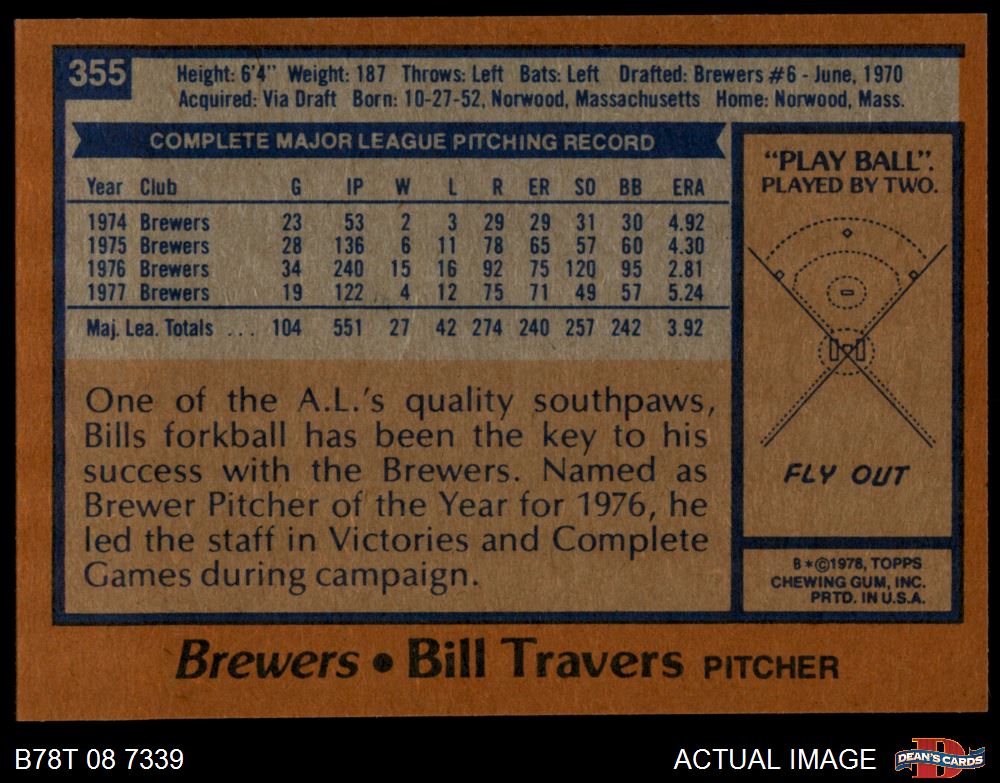 355
Height: 6'4" Weight: 187 Throws: Left Bats: Left Drafted: Brewers #6 - June, 1970
Acquired: Via Draft Born: 10-27-52, Norwood, Massachusetts Home: Norwood, Mass.
COMPLETE MAJOR LEAGUE PITCHING RECORD
Year Club G IP W L R ER SO BB ERA
1974 Brewers 23 53 2 3 29 29 31 30 4.92
1975 Brewers 28 136 6 11 78 65 57 60 4.30
1976 Brewers 34 240 15 16 92 75 120 95 2.81
1977 Brewers 19 122 4 12 75 71 49 57 5.24
Maj. Lea. Totals ... 104 551 27 42 274 240 257 242 3.92
One of the A.L.'s quality southpaws,
Bills forkball has been the key to his
success with the Brewers. Named as
Brewer Pitcher of the Year for 1976, he
led the staff in Victories and Complete
Games during campaign.
"PLAY BALL".
PLAYED BY TWO.
FLY OUT
B*©1978, TOPPS
CHEWING GUM, INC.
PRTD. IN U.S.A.
Brewers • Bill Travers PITCHER
B78T 08 7339
ACTUAL IMAGE
D
DEAN'S CARDS